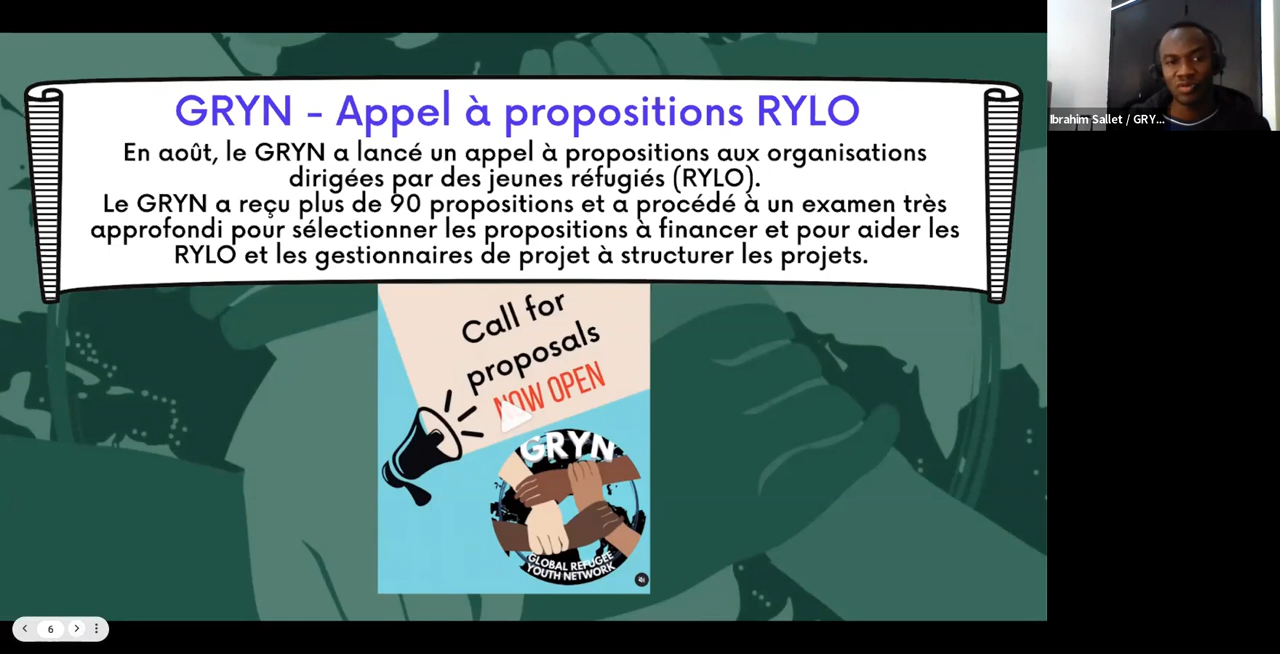 GRYN - Appel à propositions RYLO
En août, le GRYN a lancé un appel à propositions aux organisations
dirigées par des jeunes réfugiés (RYLO).
Le GRYN a reçu plus de 90 propositions et a procédé à un examen très
approfondi pour sélectionner les propositions à financer et pour aider les
RYLO et les gestionnaires de projet à structurer les projets.
Call for
proposals
NOW OPEN
GRYN
GLOBAL REFUGEE
YOUTH NETWORK
Ibrahim Sallet / GRY...
6